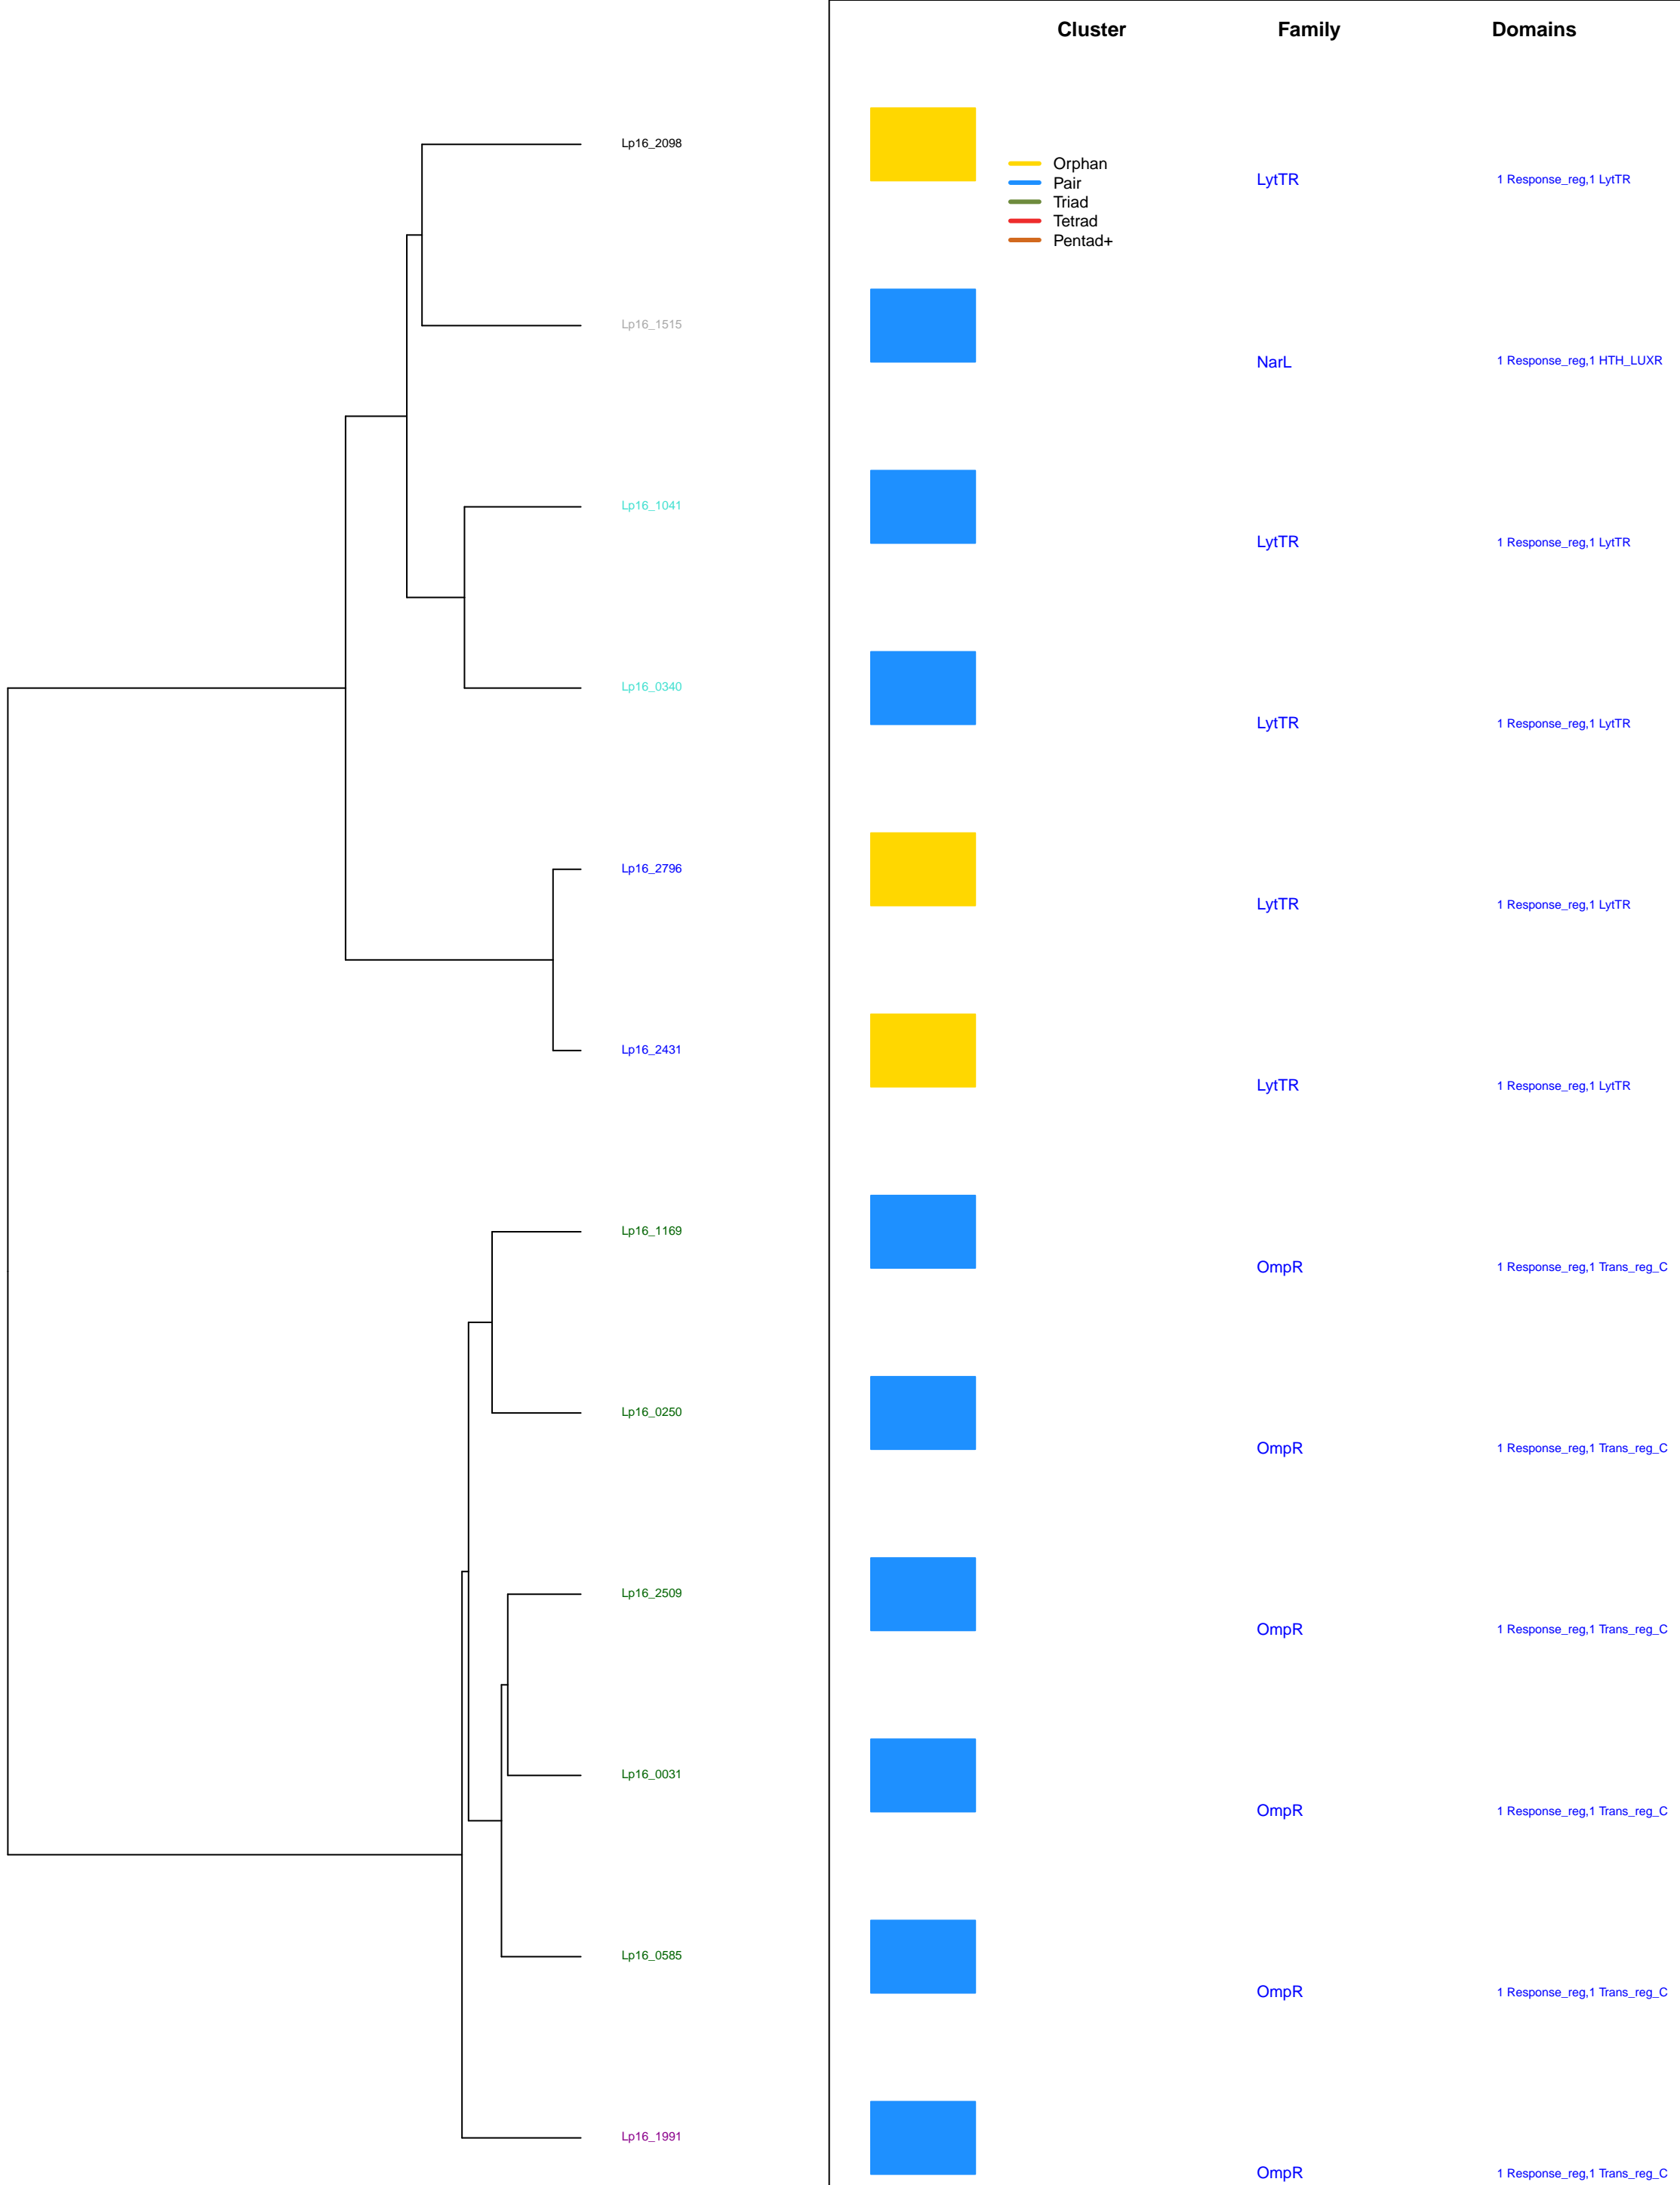 Cluster Family Domains
Lp16_2098
Orphan
Pair
Triad
Tetrad
Pentad+
LytTR 1 Response_reg,1 LytTR
Lp16_1515
NarL 1 Response_reg,1 HTH_LUXR
Lp16_1041
LytTR 1 Response_reg,1 LytTR
Lp16_0340
LytTR 1 Response_reg,1 LytTR
Lp16_2796
LytTR 1 Response_reg,1 LytTR
Lp16_2431
LytTR 1 Response_reg,1 LytTR
Lp16_1169
OmpR 1 Response_reg,1 Trans_reg_C
Lp16_0250
OmpR 1 Response_reg,1 Trans_reg_C
Lp16_2509
OmpR 1 Response_reg,1 Trans_reg_C
Lp16_0031
OmpR 1 Response_reg,1 Trans_reg_C
Lp16_0585
OmpR 1 Response_reg,1 Trans_reg_C
Lp16_1991
OmpR 1 Response_reg,1 Trans_reg_C